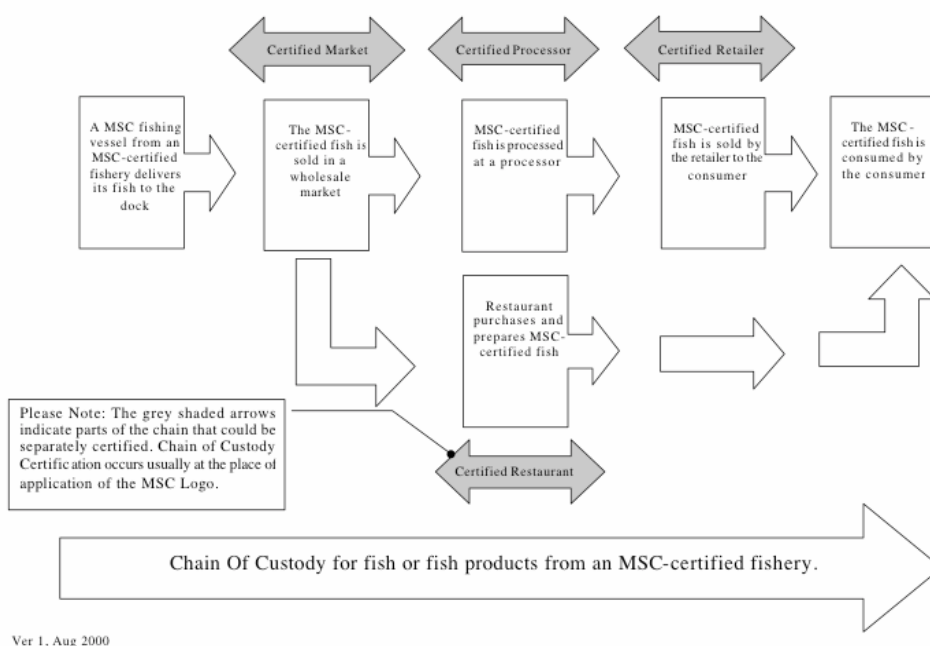 Certified Market
Certified Processor
Certified Retailer
A MSC fishing
vessel from an
MSC-certified
fishery delivers
its fish to the
dock
The MSC-
certified fish is
sold in a
wholesale
market
MSC-certified
fish is processed
at a processor
MSC-certified
fish is sold by
the retailer to the
consumer
The MSC-
certified fish is
consumed by
the consumer
Restaurant
purchases and
prepares MSC-
certified fish
Please Note: The grey shaded arrows
indicate parts of the chain that could be
separately certified. Chain of Custody
Certification occurs usually at the place of
application of the MSC Logo.
Certified Restaurant
Chain Of Custody for fish or fish products from an MSC-certified fishery.
Ver 1, Aug 2000